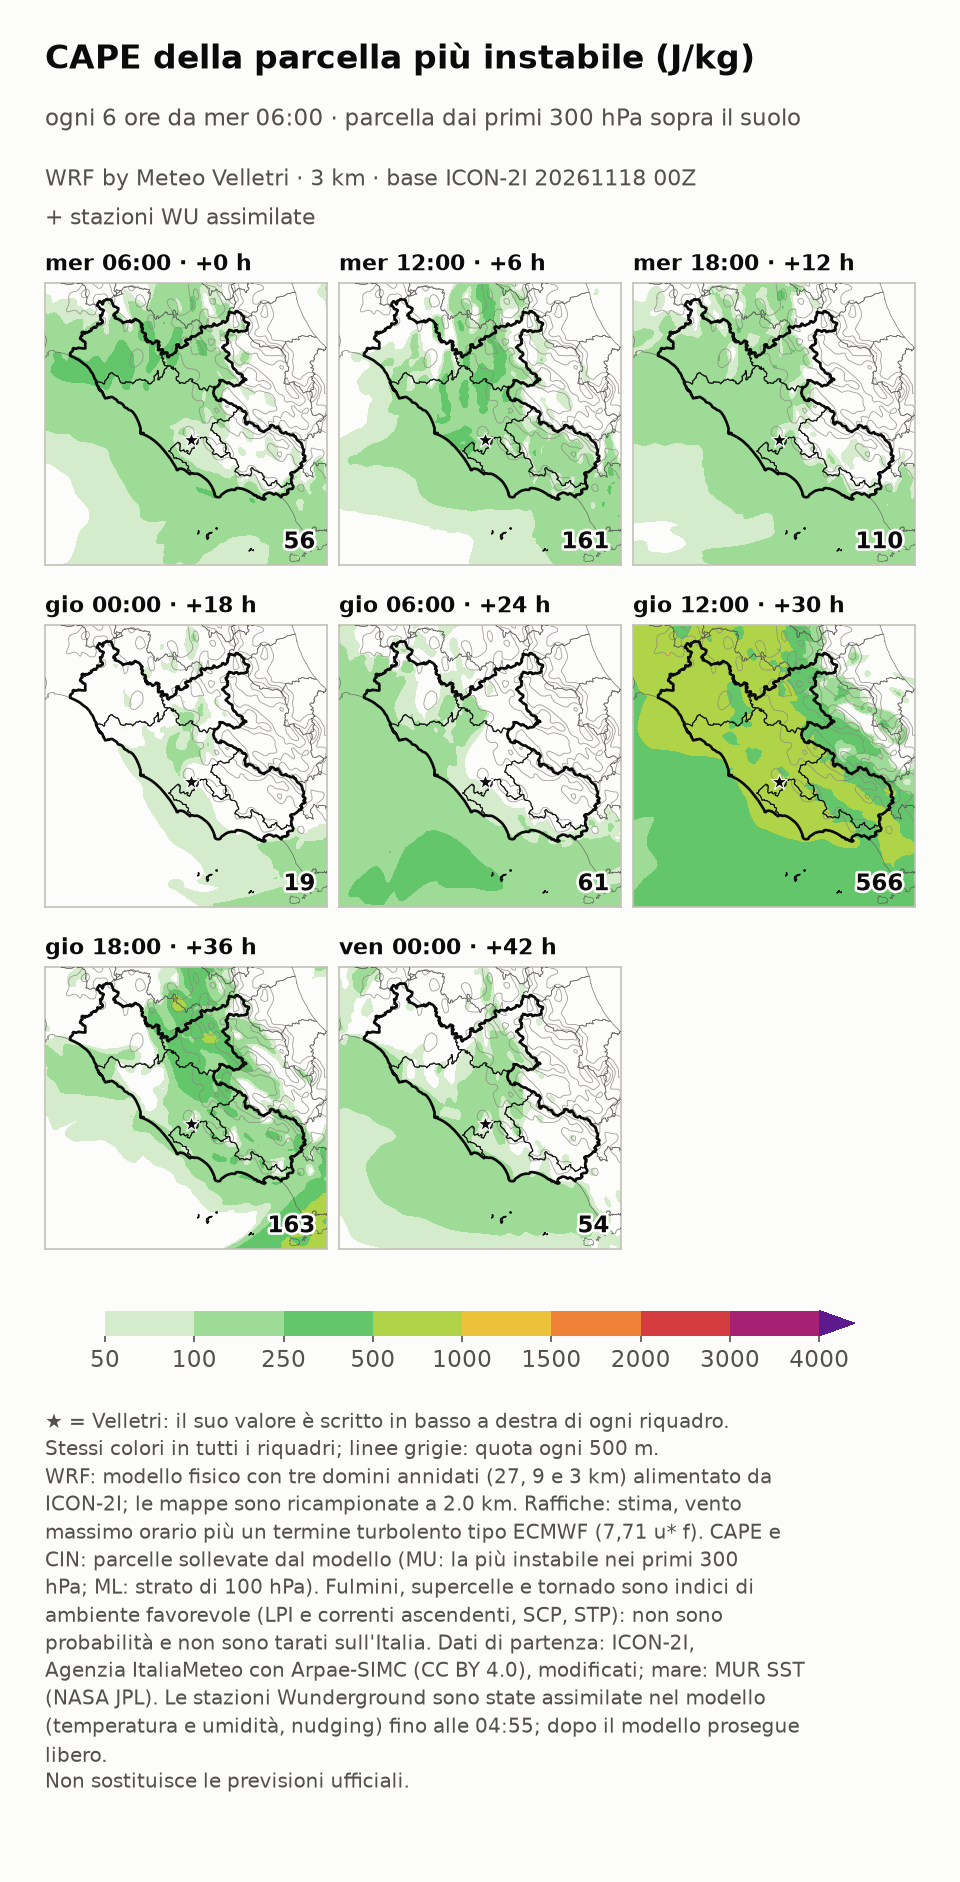 CAPE della parcella più instabile (J/kg)
ogni 6 ore da mer 06:00 · parcella dai primi 300 hPa sopra il suolo
WRF by Meteo Velletri · 3 km · base ICON-2I 20261118 00Z
+ stazioni WU assimilate
mer 06:00 · +0 h
mer 12:00 · +6 h
mer 18:00 · +12 h
56
161
110
gio 00:00 · +18 h
gio 06:00 · +24 h
gio 12:00 · +30 h
19
61
566
gio 18:00 · +36 h
ven 00:00 · +42 h
163
54
50 100 250 500 1000 1500 2000 3000 4000
★ = Velletri: il suo valore è scritto in basso a destra di ogni riquadro.
Stessi colori in tutti i riquadri; linee grigie: quota ogni 500 m.
WRF: modello fisico con tre domini annidati (27, 9 e 3 km) alimentato da
ICON-2I; le mappe sono ricampionate a 2.0 km. Raffiche: stima, vento
massimo orario più un termine turbolento tipo ECMWF (7,71 u* f). CAPE e
CIN: parcelle sollevate dal modello (MU: la più instabile nei primi 300
hPa; ML: strato di 100 hPa). Fulmini, supercelle e tornado sono indici di
ambiente favorevole (LPI e correnti ascendenti, SCP, STP): non sono
probabilità e non sono tarati sull'Italia. Dati di partenza: ICON-2I,
Agenzia ItaliaMeteo con Arpae-SIMC (CC BY 4.0), modificati; mare: MUR SST
(NASA JPL). Le stazioni Wunderground sono state assimilate nel modello
(temperatura e umidità, nudging) fino alle 04:55; dopo il modello prosegue
libero.
Non sostituisce le previsioni ufficiali.